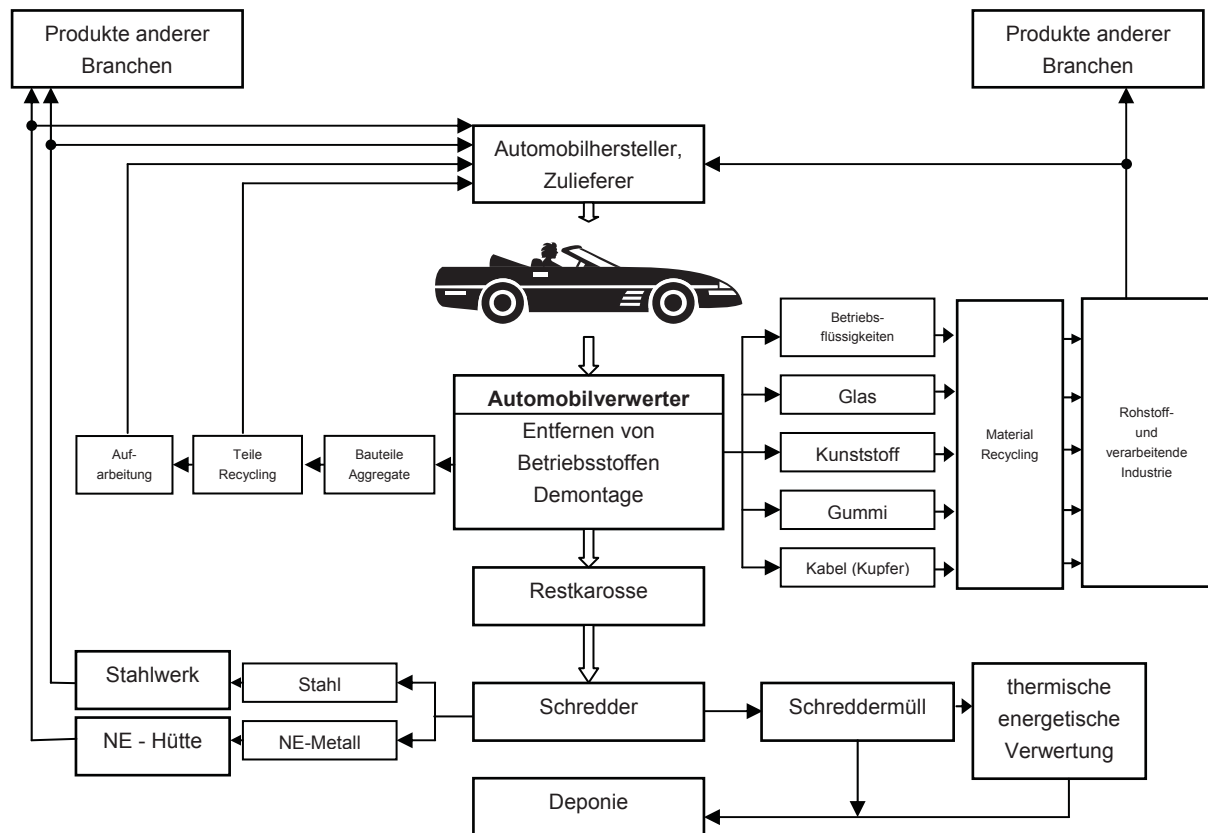 Produkte anderer
Branchen
Produkte anderer
Branchen
Automobilhersteller,
Zulieferer
Automobilverwerter
Entfernen von
Betriebsstoffen
Demontage
Auf-
arbeitung
Teile
Recycling
Bauteile
Aggregate
Betriebs-
flüssigkeiten
Glas
Kunststoff
Gummi
Kabel (Kupfer)
Material
Recycling
Rohstoff-
und
verarbeitende
Industrie
Restkarosse
Stahlwerk
Stahl
NE - Hütte
NE-Metall
Schredder
Schreddermüll
thermische
energetische
Verwertung
Deponie